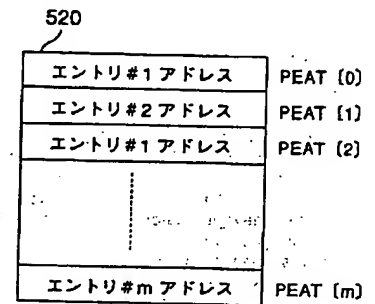 520
エントリ#1アドレス PEAT [0]
エントリ#2アドレス PEAT [1]
エントリ#1アドレス PEAT [2]
エントリ#mアドレス PEAT [m]